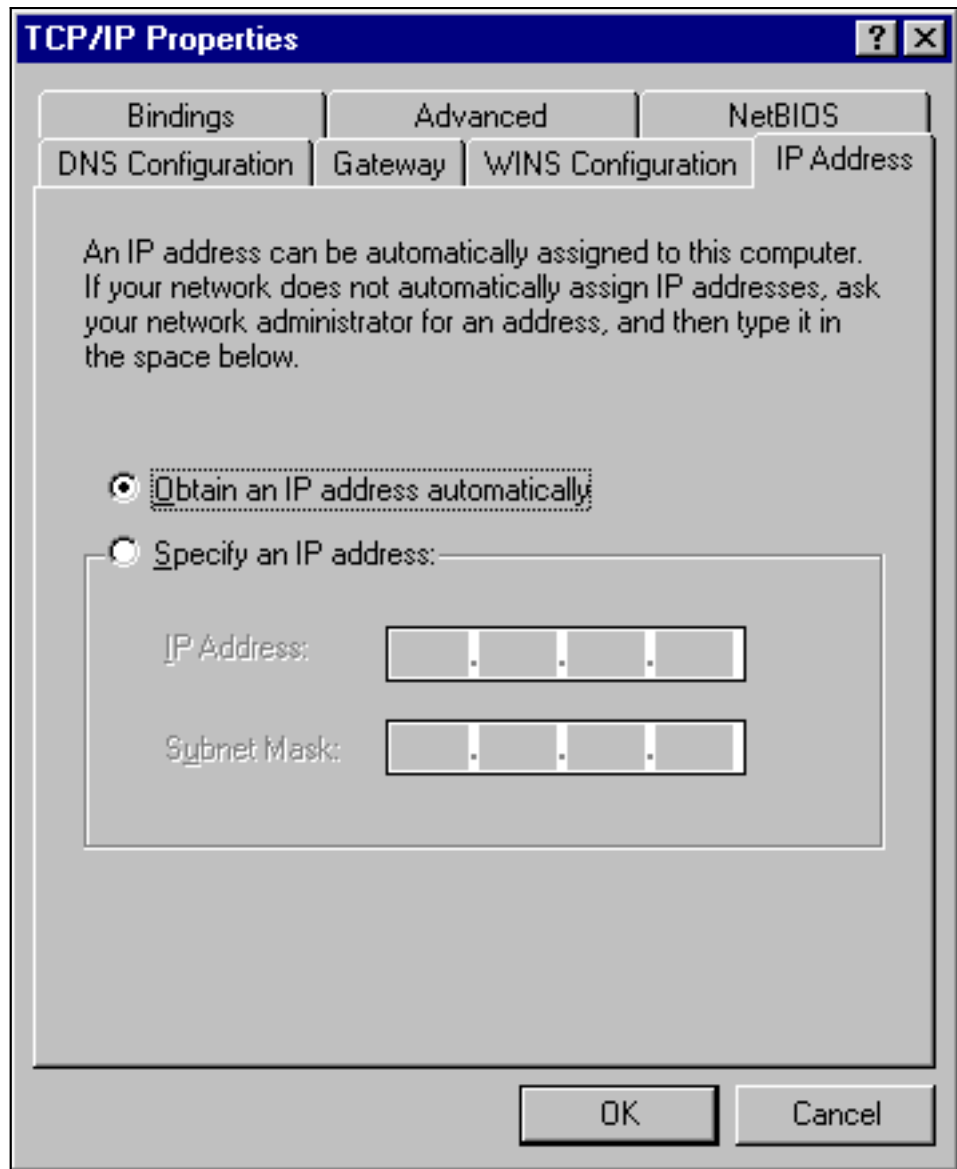 TCP/IP Properties
Bindings Advanced NetBIOS
DNS Configuration Gateway WINS Configuration IP Address
An IP address can be automatically assigned to this computer.
If your network does not automatically assign IP addresses, ask
your network administrator for an address, and then type it in
the space below.
Obtain an IP address automatically
Specify an IP address:
IP Address:
Subnet Mask:
OK Cancel